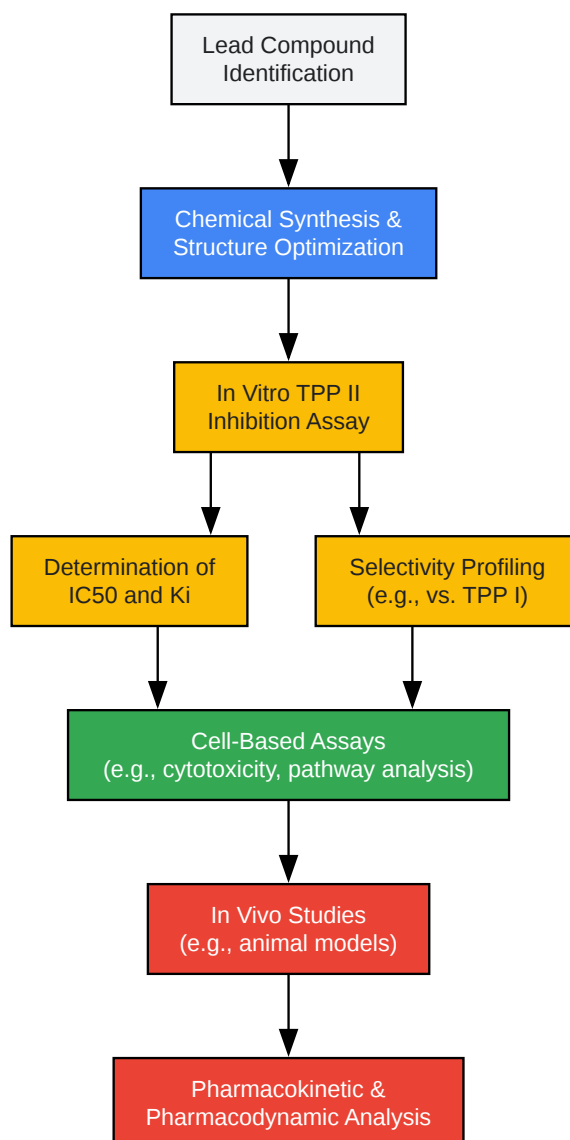 Lead Compound
Identification
Chemical Synthesis &
Structure Optimization
In Vitro TPP II
Inhibition Assay
Determination of
IC50 and Ki
Selectivity Profiling
(e.g., vs. TPP I)
Cell-Based Assays
(e.g., cytotoxicity, pathway analysis)
In Vivo Studies
(e.g., animal models)
Pharmacokinetic &
Pharmacodynamic Analysis